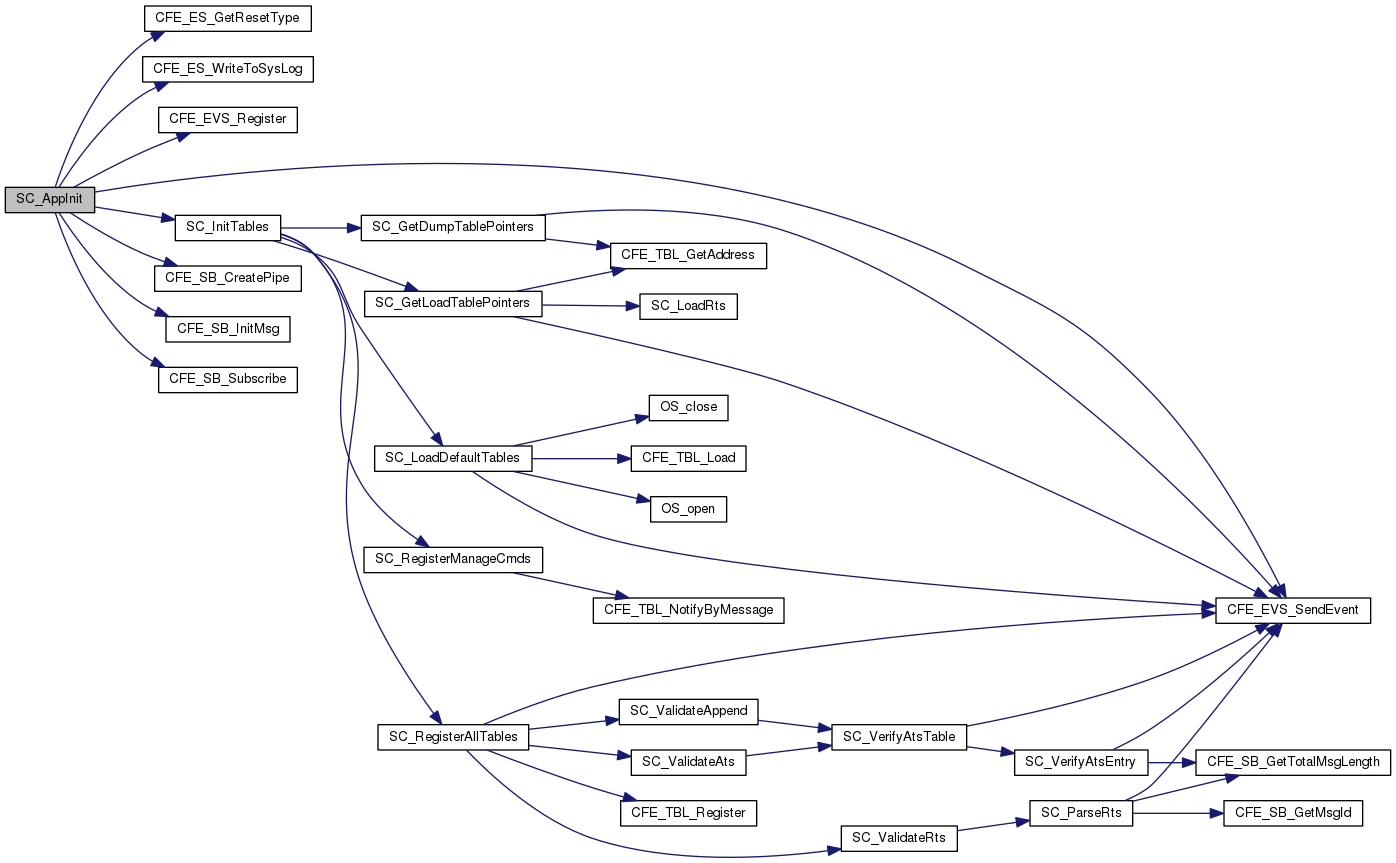 CFE_ES_GetResetType
CFE_ES_WriteToSysLog
CFE_EVS_Register
SC_AppInit
SC_InitTables
SC_GetDumpTablePointers
CFE_TBL_GetAddress
CFE_SB_CreatePipe
SC_GetLoadTablePointers
SC_LoadRts
CFE_SB_InitMsg
CFE_SB_Subscribe
OS_close
SC_LoadDefaultTables
CFE_TBL_Load
OS_open
SC_RegisterManageCmds
CFE_TBL_NotifyByMessage
CFE_EVS_SendEvent
SC_ValidateAppend
SC_RegisterAllTables
SC_VerifyAtsTable
SC_ValidateAts
SC_VerifyAtsEntry
CFE_SB_GetTotalMsgLength
CFE_TBL_Register
SC_ParseRts
CFE_SB_GetMsgId
SC_ValidateRts